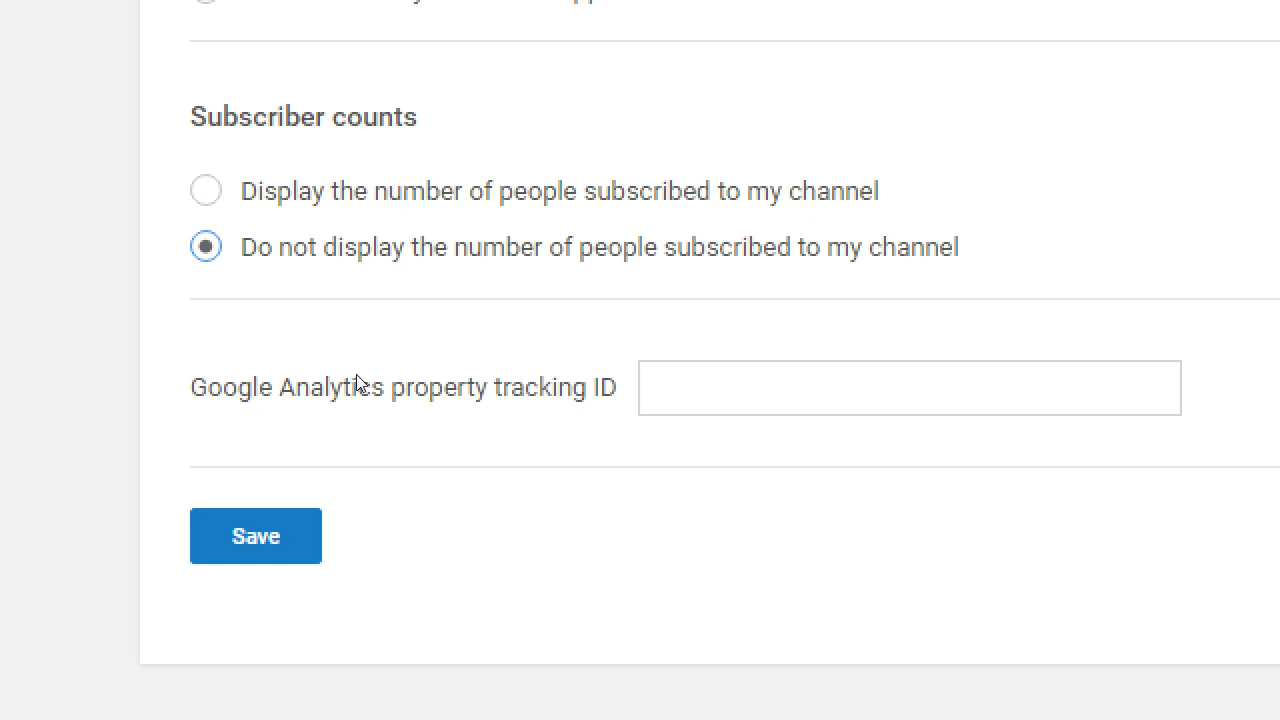 Subscriber counts
Display the number of people subscribed to my channel
Do not display the number of people subscribed to my channel
Google Analytics property tracking ID
Save